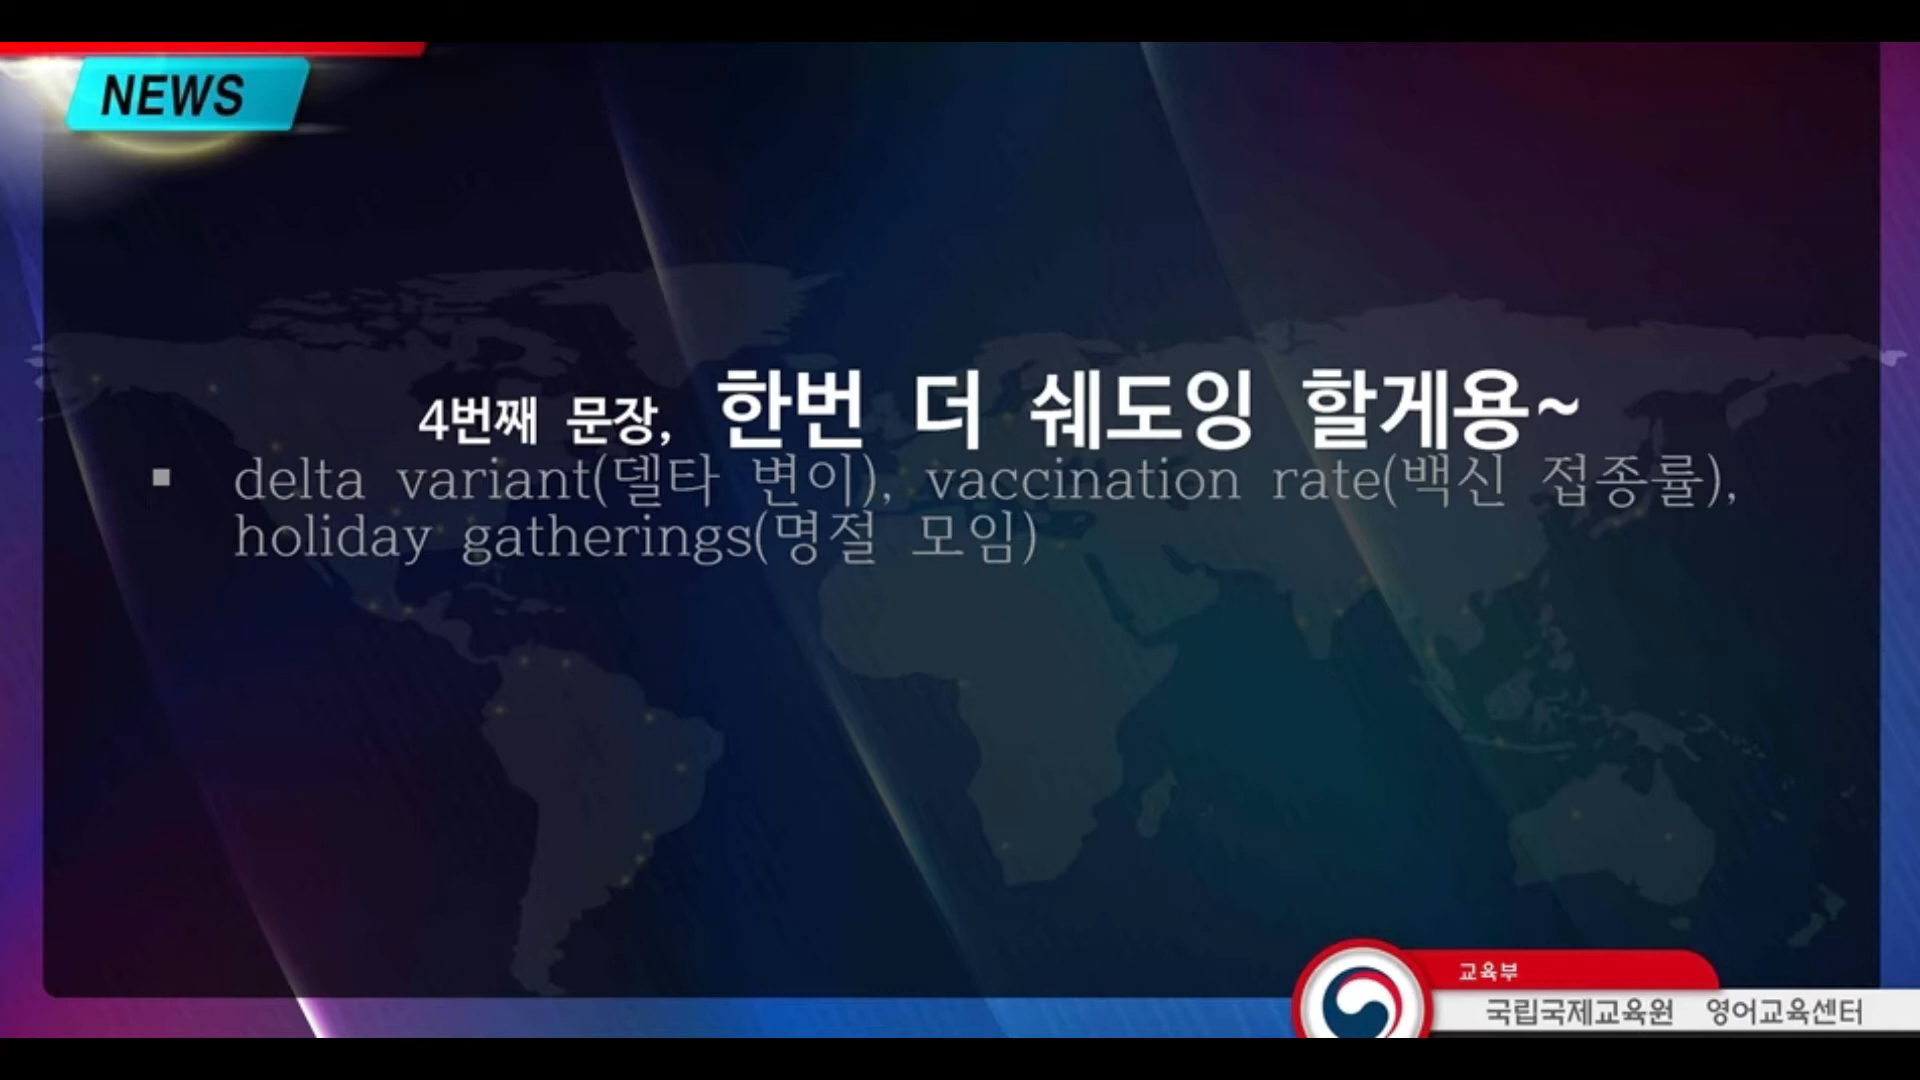 NEWS
4번째 문장, 한번 더 쉐도잉 할게용~
▪ delta variant(델타 변이), vaccination rate(백신 접종률),
holiday gatherings(명절 모임)
교육부
국립국제교육원 영어교육센터